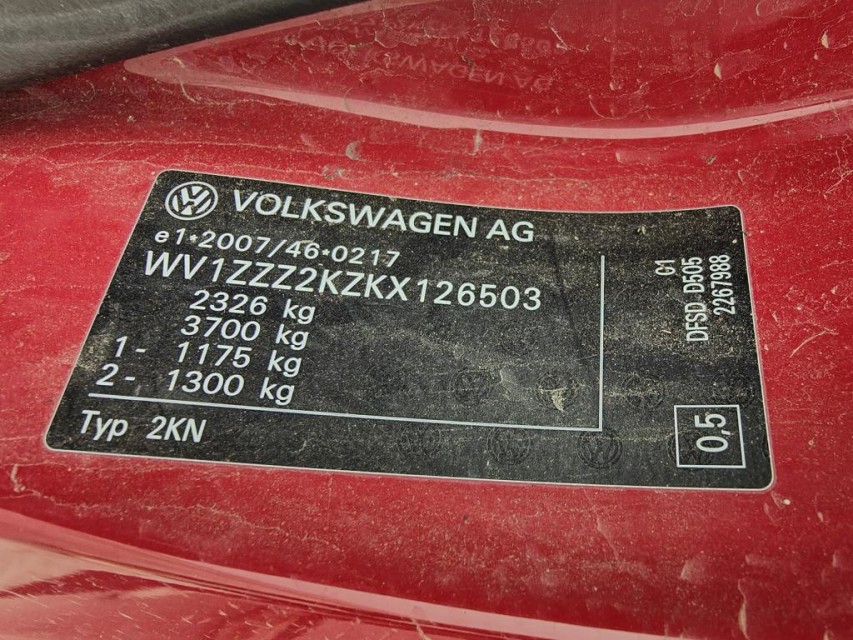 VOLKSWAGEN AG
e1*2007/46*0217
WV1ZZZ2KZKX126503
2326 kg
3700 kg
1- 1175 kg
2- 1300 kg
Typ 2KN
G1
DFSD D505
2267988
0,5